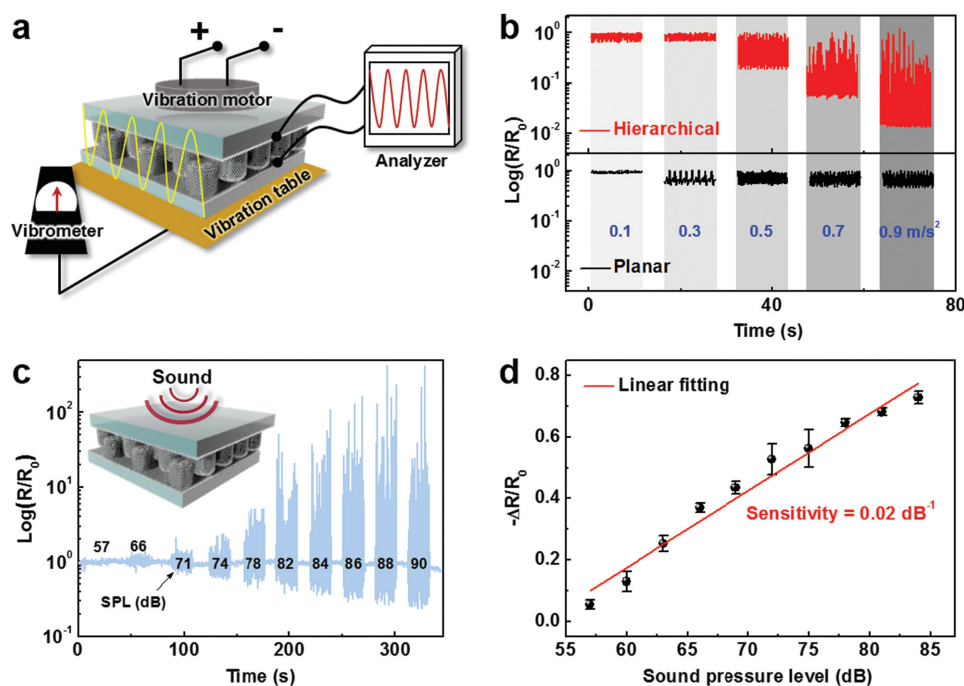 a
+ -
Vibration motor
Analyzer
Vibration table
Vibrometer
b
Log(R/R0)
10^0
10^-1
10^-2
Hierarchical
10^0
10^-1
10^-2
0.1 0.3 0.5 0.7 0.9 m/s^2
Planar
0 40 60 80
Time (s)
c
Sound
Log(R/R0)
10^2
10^1
10^0
10^-1
57 66 71 74 78 82 84 86 88 90
SPL (dB)
0 100 200 300
Time (s)
d
Linear fitting
-ΔR/R0
0.8
0.6
0.4
0.2
0.0
Sensitivity = 0.02 dB^-1
55 60 65 70 75 80 85
Sound pressure level (dB)